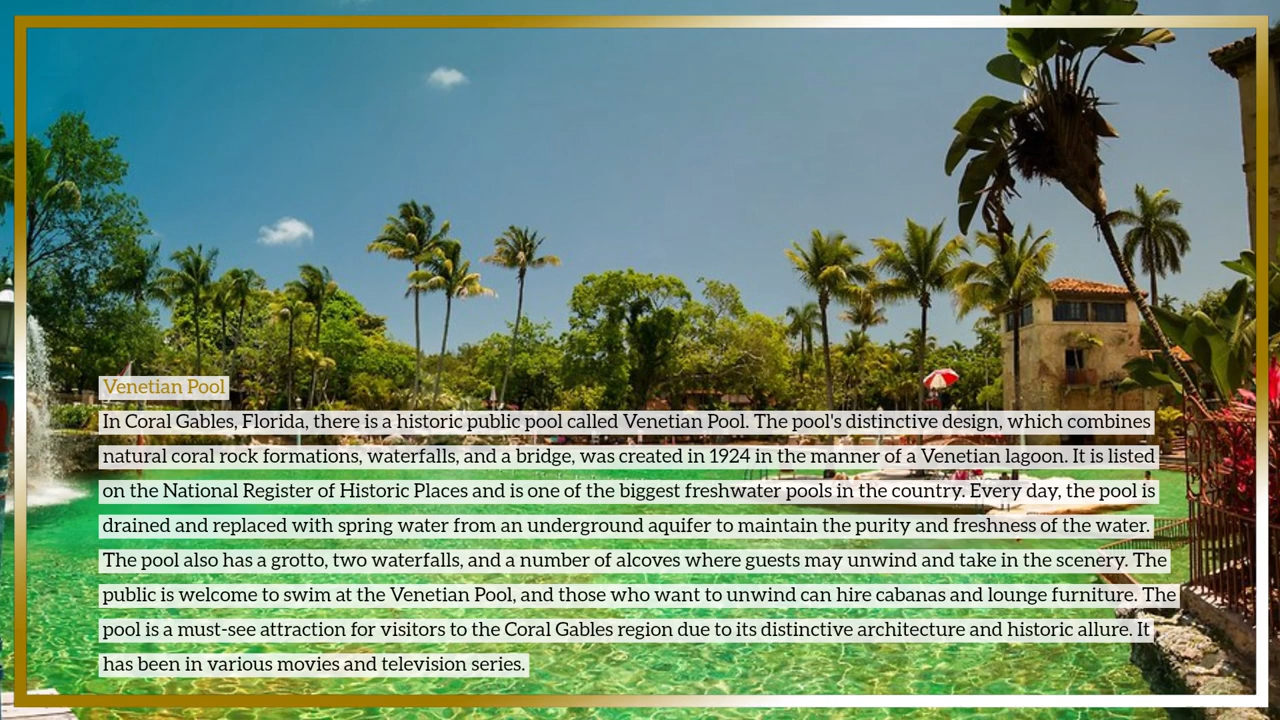 Venetian Pool
In Coral Gables, Florida, there is a historic public pool called Venetian Pool. The pool's distinctive design, which combines
natural coral rock formations, waterfalls, and a bridge, was created in 1924 in the manner of a Venetian lagoon. It is listed
on the National Register of Historic Places and is one of the biggest freshwater pools in the country. Every day, the pool is
drained and replaced with spring water from an underground aquifer to maintain the purity and freshness of the water.
The pool also has a grotto, two waterfalls, and a number of alcoves where guests may unwind and take in the scenery. The
public is welcome to swim at the Venetian Pool, and those who want to unwind can hire cabanas and lounge furniture. The
pool is a must-see attraction for visitors to the Coral Gables region due to its distinctive architecture and historic allure. It
has been in various movies and television series.